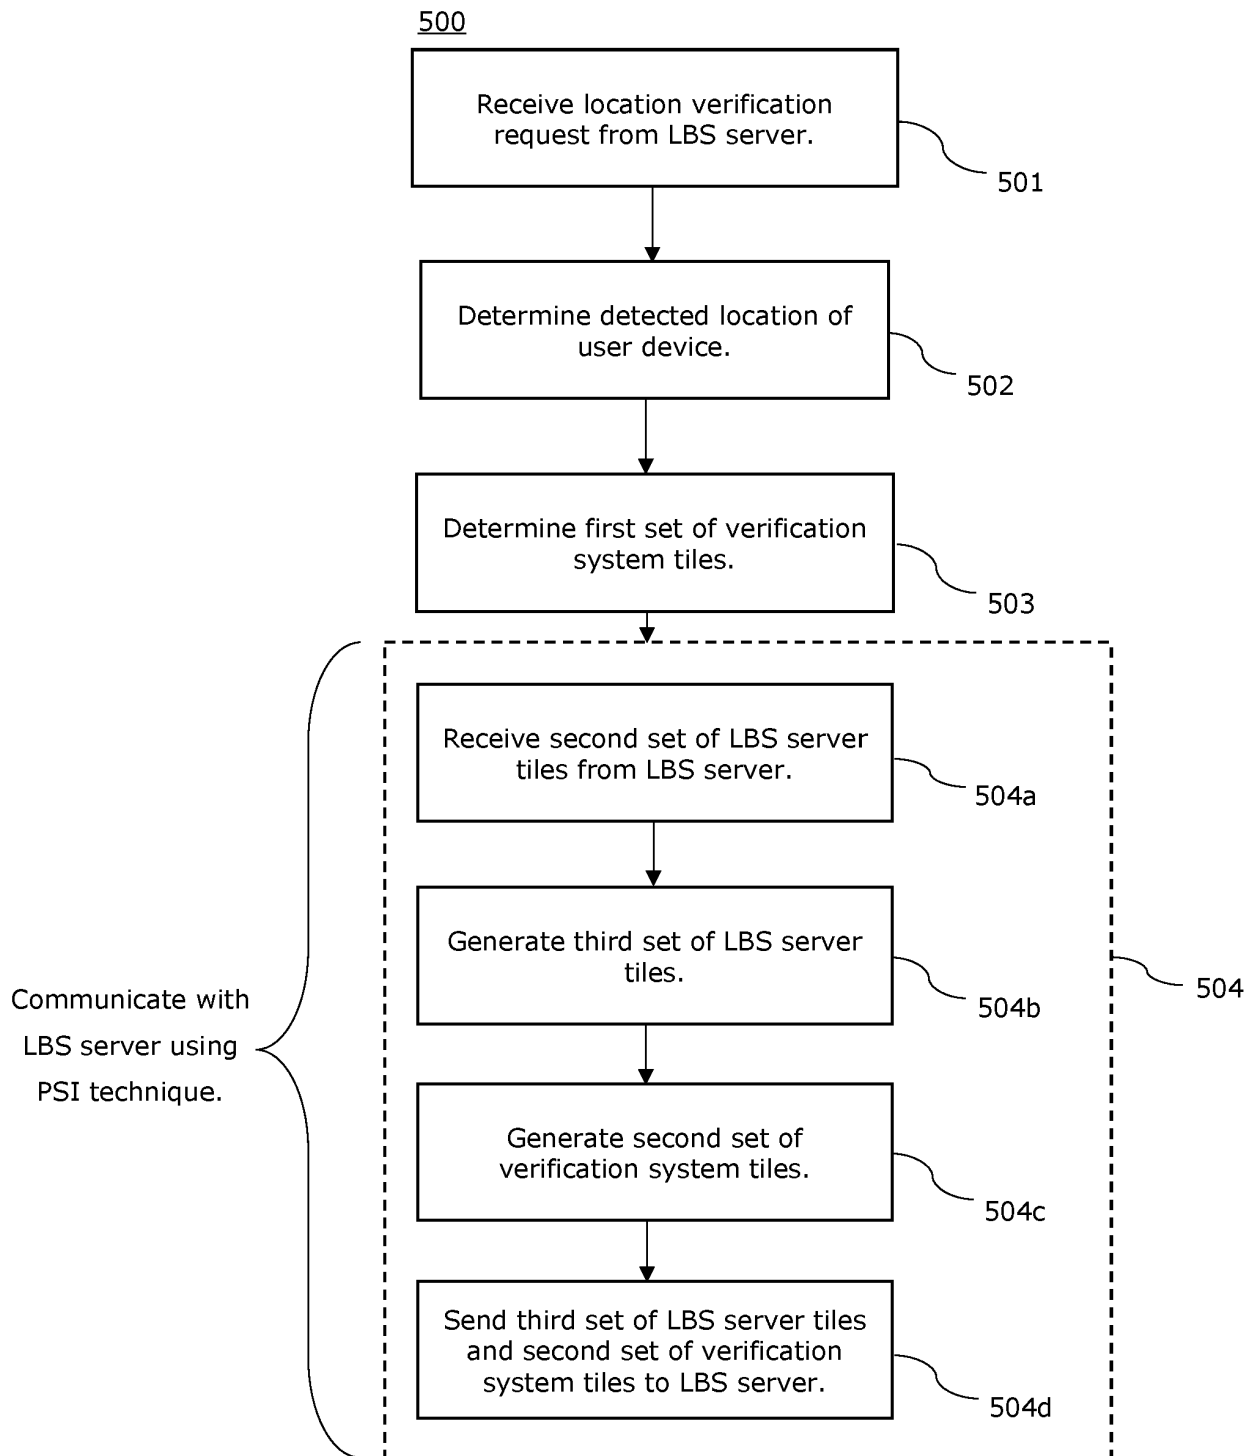 500
Receive location verification
request from LBS server.
501
Determine detected location of
user device.
502
Determine first set of verification
system tiles.
503
Receive second set of LBS server
tiles from LBS server.
504a
Generate third set of LBS server
tiles.
504b
504
Communicate with
LBS server using
PSI technique.
Generate second set of
verification system tiles.
504c
Send third set of LBS server tiles
and second set of verification
system tiles to LBS server.
504d